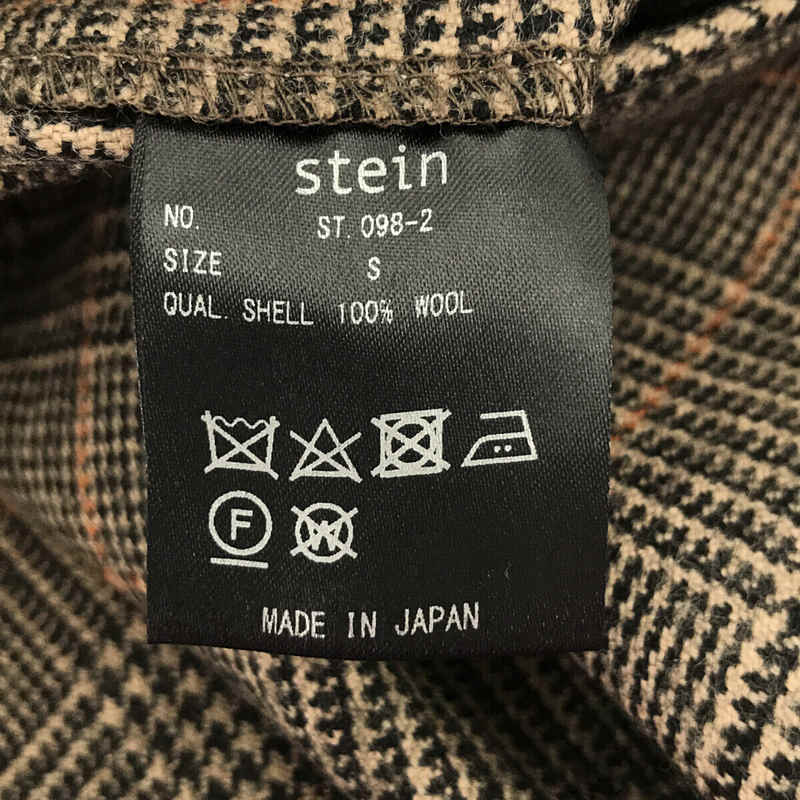 stein
NO. ST.098-2
SIZE S
QUAL. SHELL 100% WOOL
F W
MADE IN JAPAN